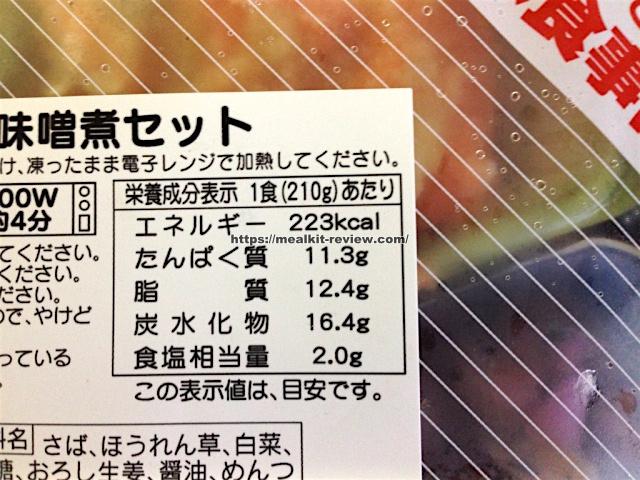 食事
味噌煮セット
け、凍ったまま電子レンジで加熱してください。
00W
約4分
栄養成分表示 1食(210g)あたり
エネルギー 223kcal
https://mealkit-review.com/
たんぱく質 11.3g
脂質 12.4g
炭水化物 16.4g
食塩相当量 2.0g
この表示値は、目安です。
てください。
ください。
ださい。
ので、やけど
っている
料名 さば、ほうれん草、白菜、
糖、おろし生姜、醤油、めんつ